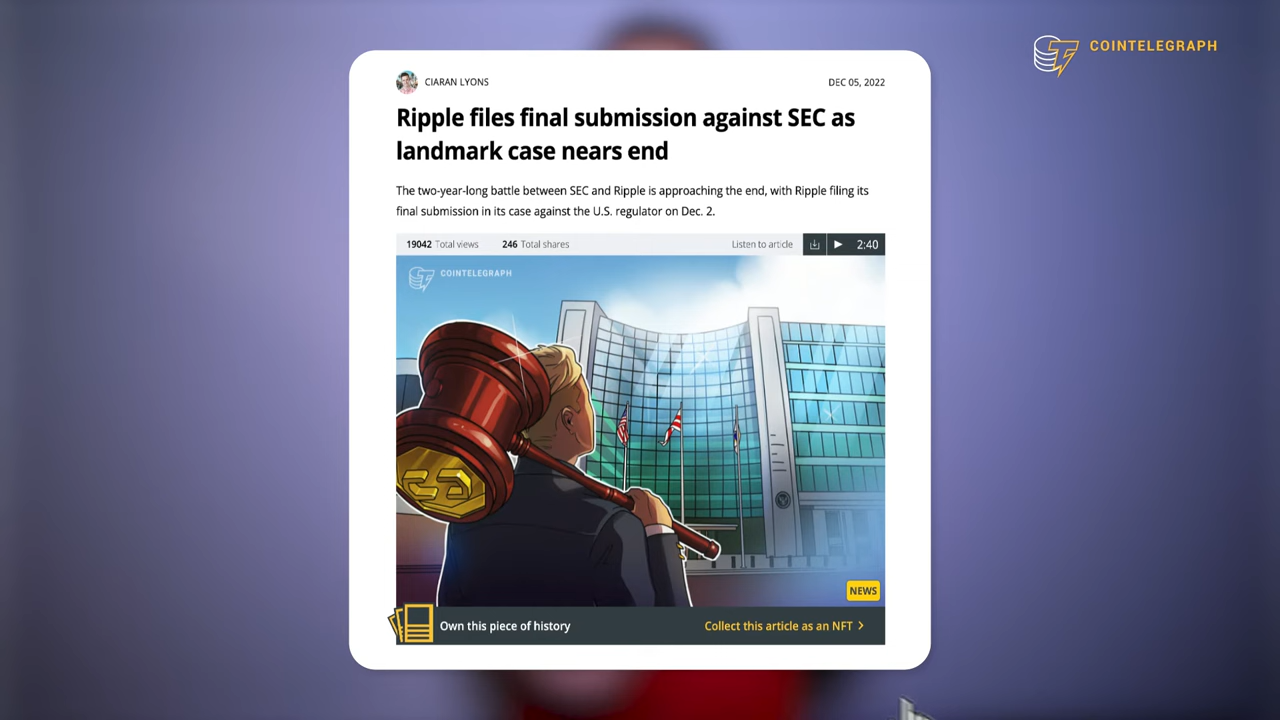 COINTELEGRAPH
CIARAN LYONS
DEC 05, 2022
Ripple files final submission against SEC as
landmark case nears end
The two-year-long battle between SEC and Ripple is approaching the end, with Ripple filing its
final submission in its case against the U.S. regulator on Dec. 2.
19042 Total views 246 Total shares Listen to article 2:40
COINTELEGRAPH
NEWS
Own this piece of history Collect this article as an NFT